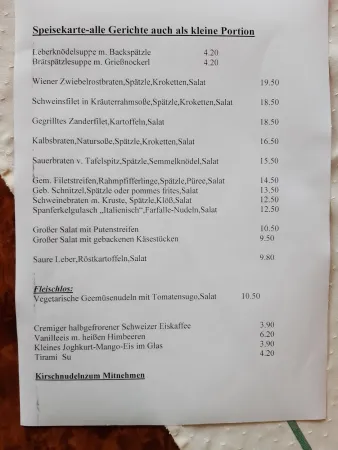 Speisekarte-alle Gerichte auch als kleine Portion
Leberknödelsuppe m. Backspätzle 4.20
Bratspätzlesuppe m. Grießnockerl 4.20
Wiener Zwiebelrostbraten,Spätzle,Kroketten,Salat 19.50
Schweinsfilet in Kräuterrahmsoße,Spätzle,Kroketten,Salat 18.50
Gegrilltes Zanderfilet,Kartoffeln,Salat 18.50
Kalbsbraten,Natursoße,Spätzle,Kroketten,Salat 16.50
Sauerbraten v. Tafelspitz,Spätzle,Semmelknödel,Salat 15.50
Gem. Filetstreifen,Rahmpfifferlinge,Spätzle,Püree,Salat 14.50
Geb. Schnitzel,Spätzle oder pommes frites,Salat 13.50
Schweinebraten m. Kruste, Spätzle,Klöß,Salat 12.50
Spanferkelgulasch „Italienisch",Farfalle-Nudeln,Salat 12.50
Großer Salat mit Putenstreifen 10.50
Großer Salat mit gebackenen Käsestücken 9.50
Saure Leber,Röstkartoffeln,Salat 9.80
Fleischlos:
Vegetarische Geemüsenudeln mit Tomatensugo,Salat 10.50
Cremiger halbgefrorener Schweizer Eiskaffee 3.90
Vanilleeis m. heißen Himbeeren 6.20
Kleines Joghkurt-Mango-Eis im Glas 3.90
Tirami Su 4.20
Kirschnudelnzum Mitnehmen